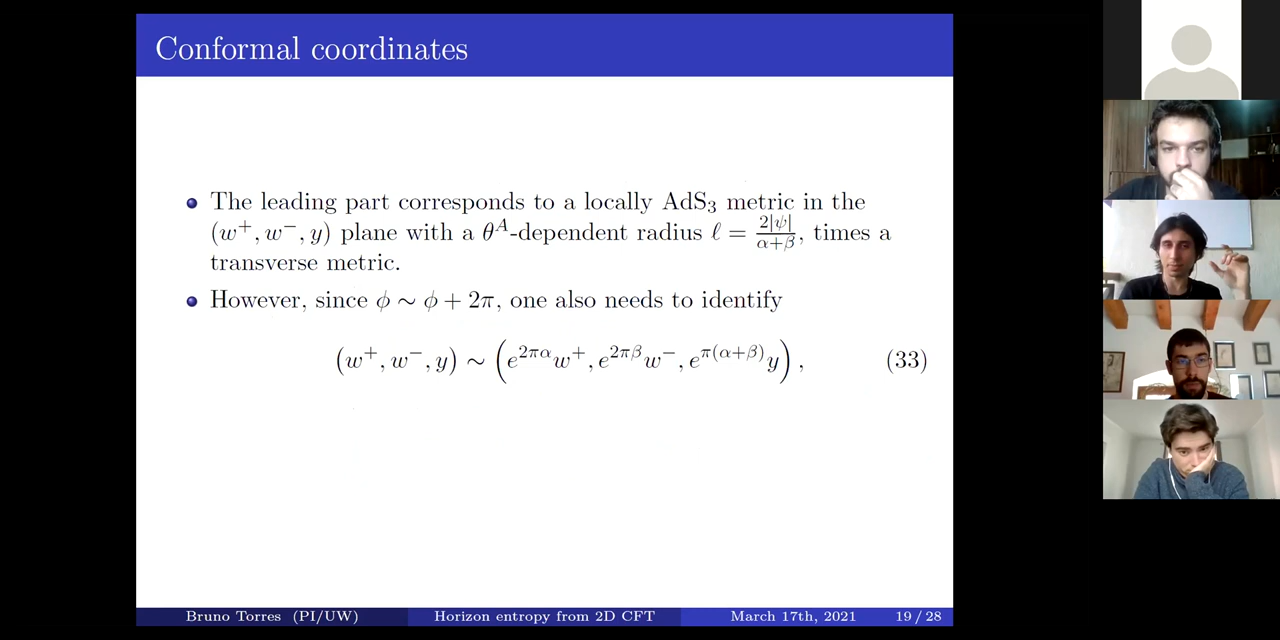 Conformal coordinates
The leading part corresponds to a locally AdS₃ metric in the
(w⁺, w⁻, y) plane with a θᴬ-dependent radius ℓ = 2|ψ|/(α+β), times a
transverse metric.
However, since ϕ ∼ ϕ + 2π, one also needs to identify
(w⁺, w⁻, y) ∼ (e^{2πα}w⁺, e^{2πβ}w⁻, e^{π(α+β)}y), (33)
Bruno Torres (PI/UW) Horizon entropy from 2D CFT March 17th, 2021 19 / 28